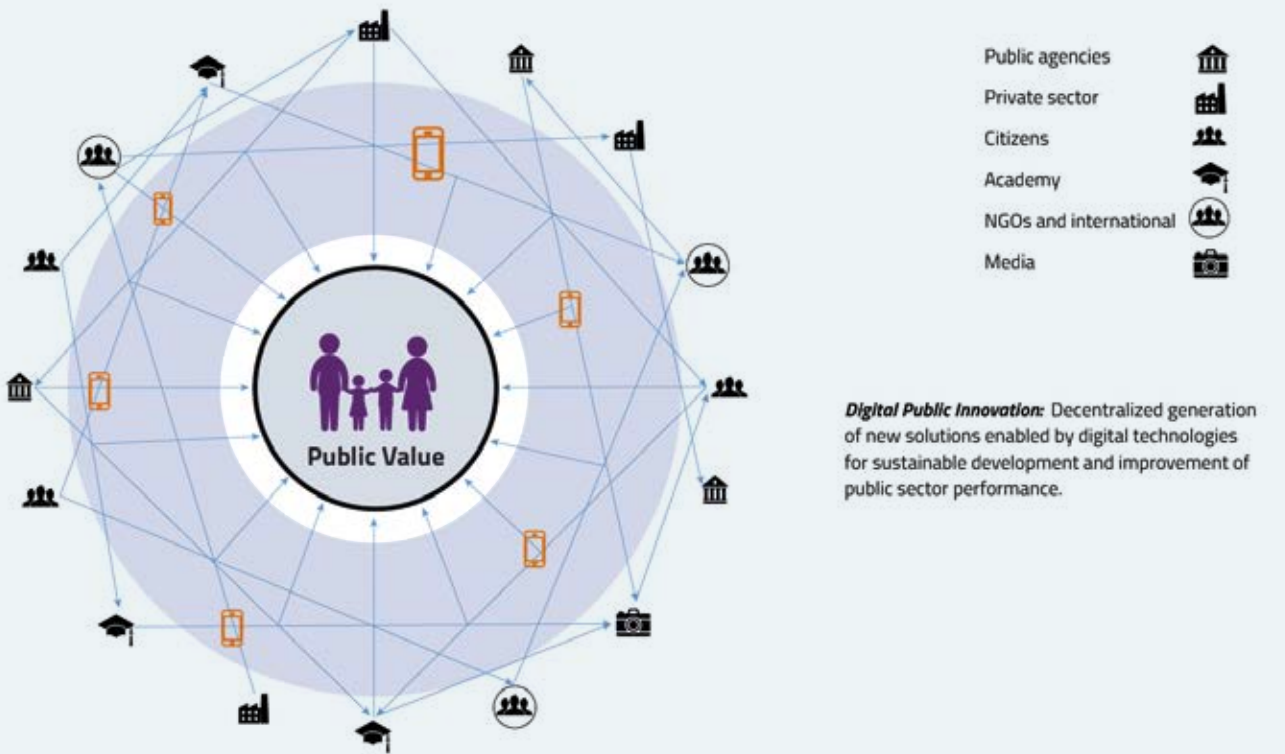 Public agencies
Private sector
Citizens
Academy
NGOs and international
Media
Public Value
Digital Public Innovation: Decentralized generation
of new solutions enabled by digital technologies
for sustainable development and improvement of
public sector performance.